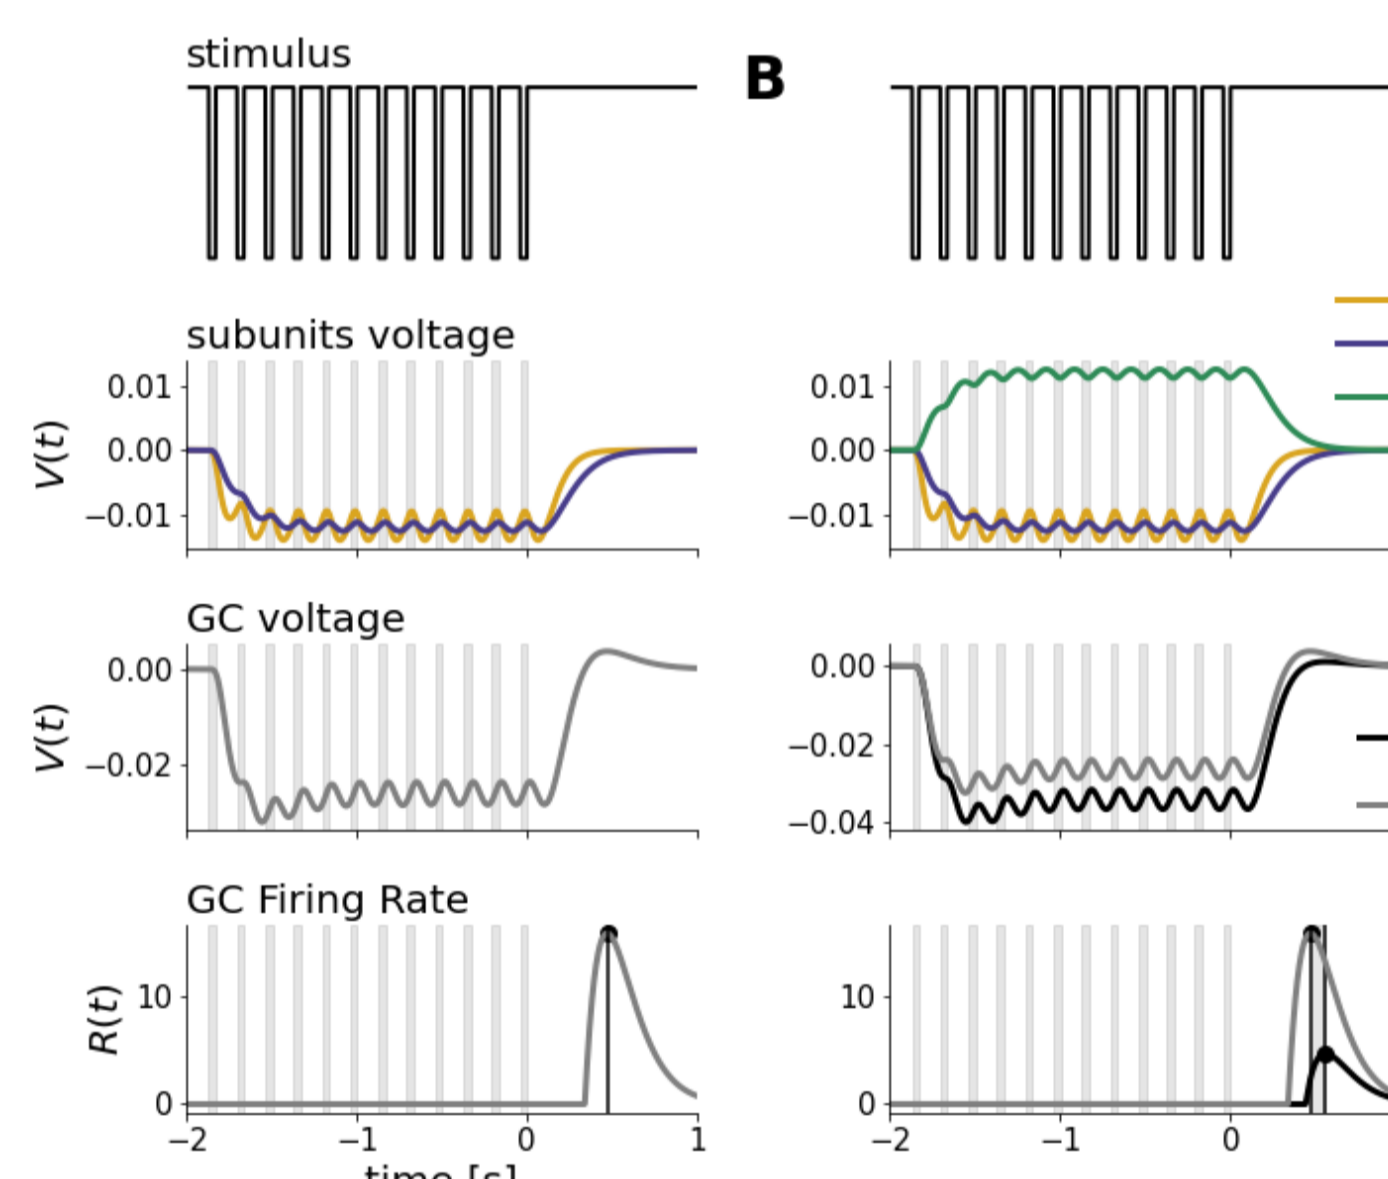 stimulus
B
subunits voltage
0.01
0.00
−0.01
V(t)
0.01
0.00
−0.01
GC voltage
0.00
−0.02
V(t)
0.00
−0.02
−0.04
GC Firing Rate
10
0
R(t)
10
0
−2 −1 0 1
−2 −1 0
time [s]